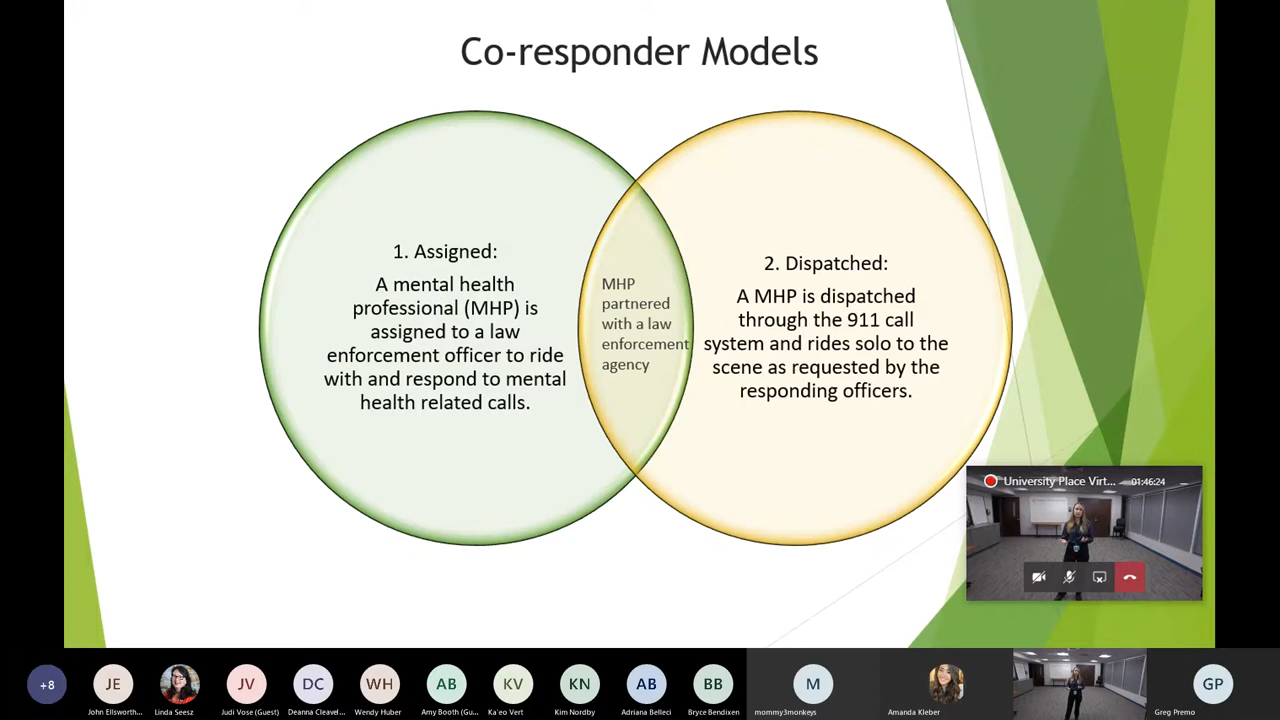 Co-responder Models
1. Assigned:
A mental health
professional (MHP) is
assigned to a law
enforcement officer to ride
with and respond to mental
health related calls.
MHP
partnered
with a law
enforcement
agency
2. Dispatched:
A MHP is dispatched
through the 911 call
system and rides solo to the
scene as requested by the
responding officers.
University Place Virt... 01:46:24
+8
JE
JV
DC
WH
AB
KV
KN
AB
BB
M
GP
John Ellsworth...
Linda Seesz
Judi Vose (Guest)
Deanna Cleavel...
Wendy Huber
Amy Booth (Gu...
Ka'eo Vert
Kim Nordby
Adriana Belleci
Bryce Bendixen
mommy3monkeys
Amanda Kleber
Greg Premo